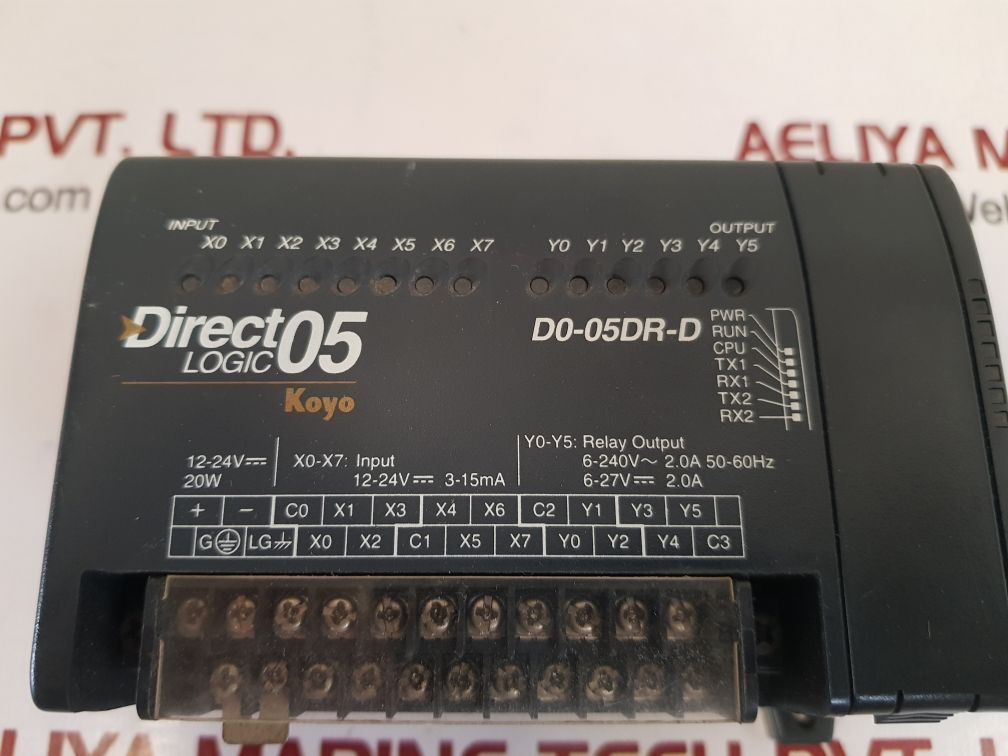 PVT. LTD.
AELIYA M
.com
INPUT
X0 X1 X2 X3 X4 X5 X6 X7
OUTPUT
Y0 Y1 Y2 Y3 Y4 Y5
Direct
LOGIC
05
Koyo
D0-05DR-D
PWR
RUN
CPU
TX1
RX1
TX2
RX2
12-24V⎓
20W
X0-X7: Input
12-24V⎓ 3-15mA
Y0-Y5: Relay Output
6-240V～ 2.0A 50-60Hz
6-27V⎓ 2.0A
+ − C0 X1 X3 X4 X6 C2 Y1 Y3 Y5
G LG X0 X2 C1 X5 X7 Y0 Y2 Y4 C3